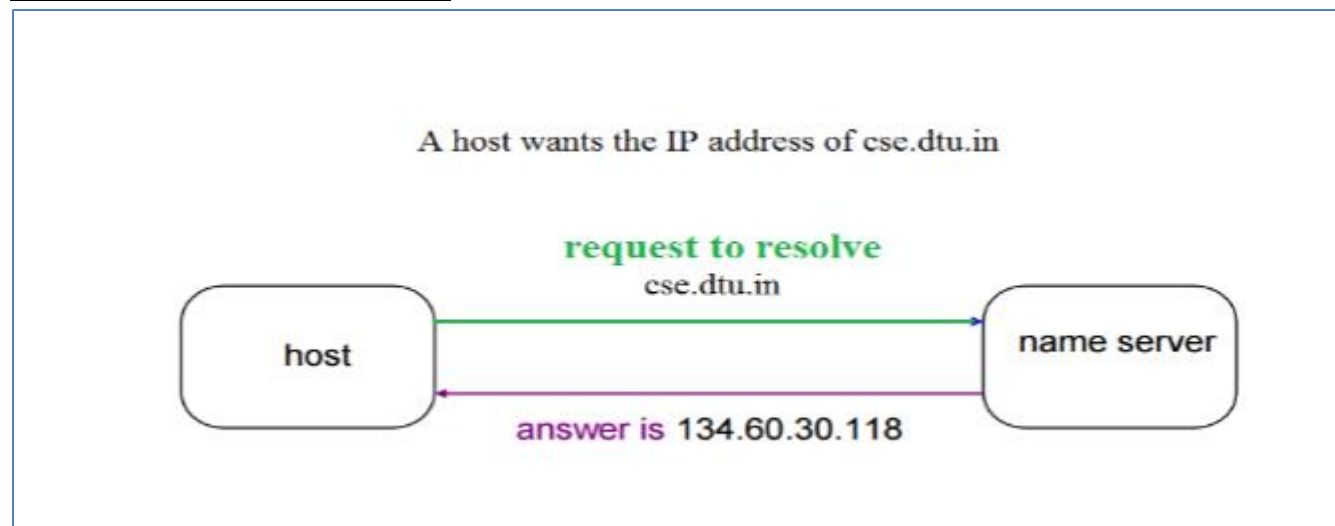 A host wants the IP address of cse.dtu.in
request to resolve
cse.dtu.in
host
name server
answer is 134.60.30.118